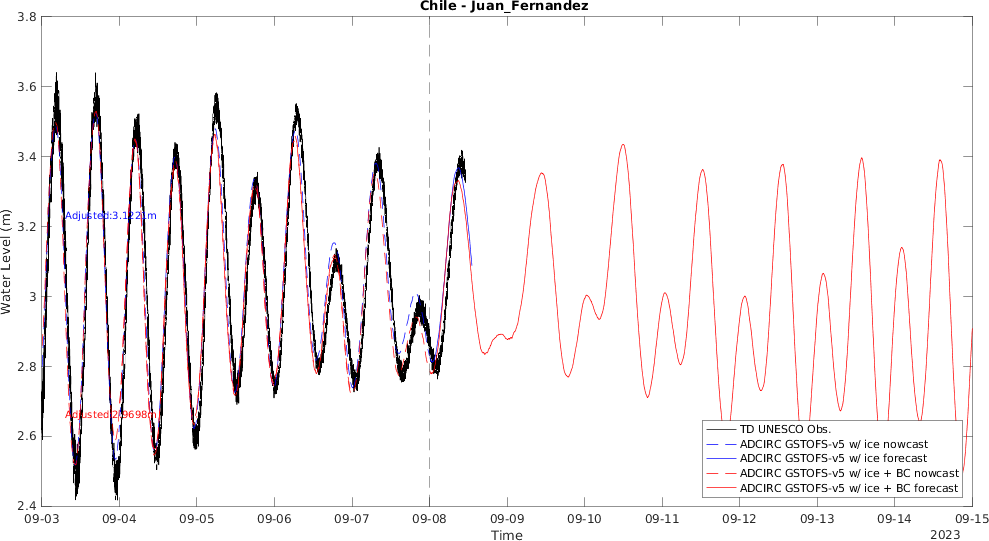 Chile - Juan_Fernandez
3.8
3.6
3.4
3.2
3
2.8
2.6
2.4
Water Level (m)
Adjusted:3.1221m
Adjusted:2.9698m
TD UNESCO Obs.
ADCIRC GSTOFS-v5 w/ ice nowcast
ADCIRC GSTOFS-v5 w/ ice forecast
ADCIRC GSTOFS-v5 w/ ice + BC nowcast
ADCIRC GSTOFS-v5 w/ ice + BC forecast
09-03 09-04 09-05 09-06 09-07 09-08 09-09 09-10 09-11 09-12 09-13 09-14 09-15
Time
2023